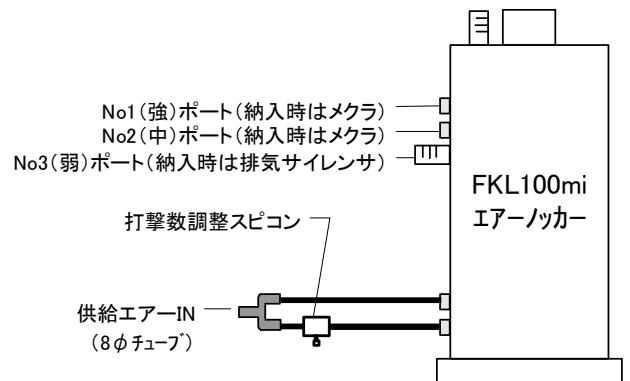 No1(強)ポート(納入時はメクラ)
No2(中)ポート(納入時はメクラ)
No3(弱)ポート(納入時は排気サイレンサ)
FKL100mi
エアーノッカー
打撃数調整スピコン
供給エアーIN
(8φチューブ)